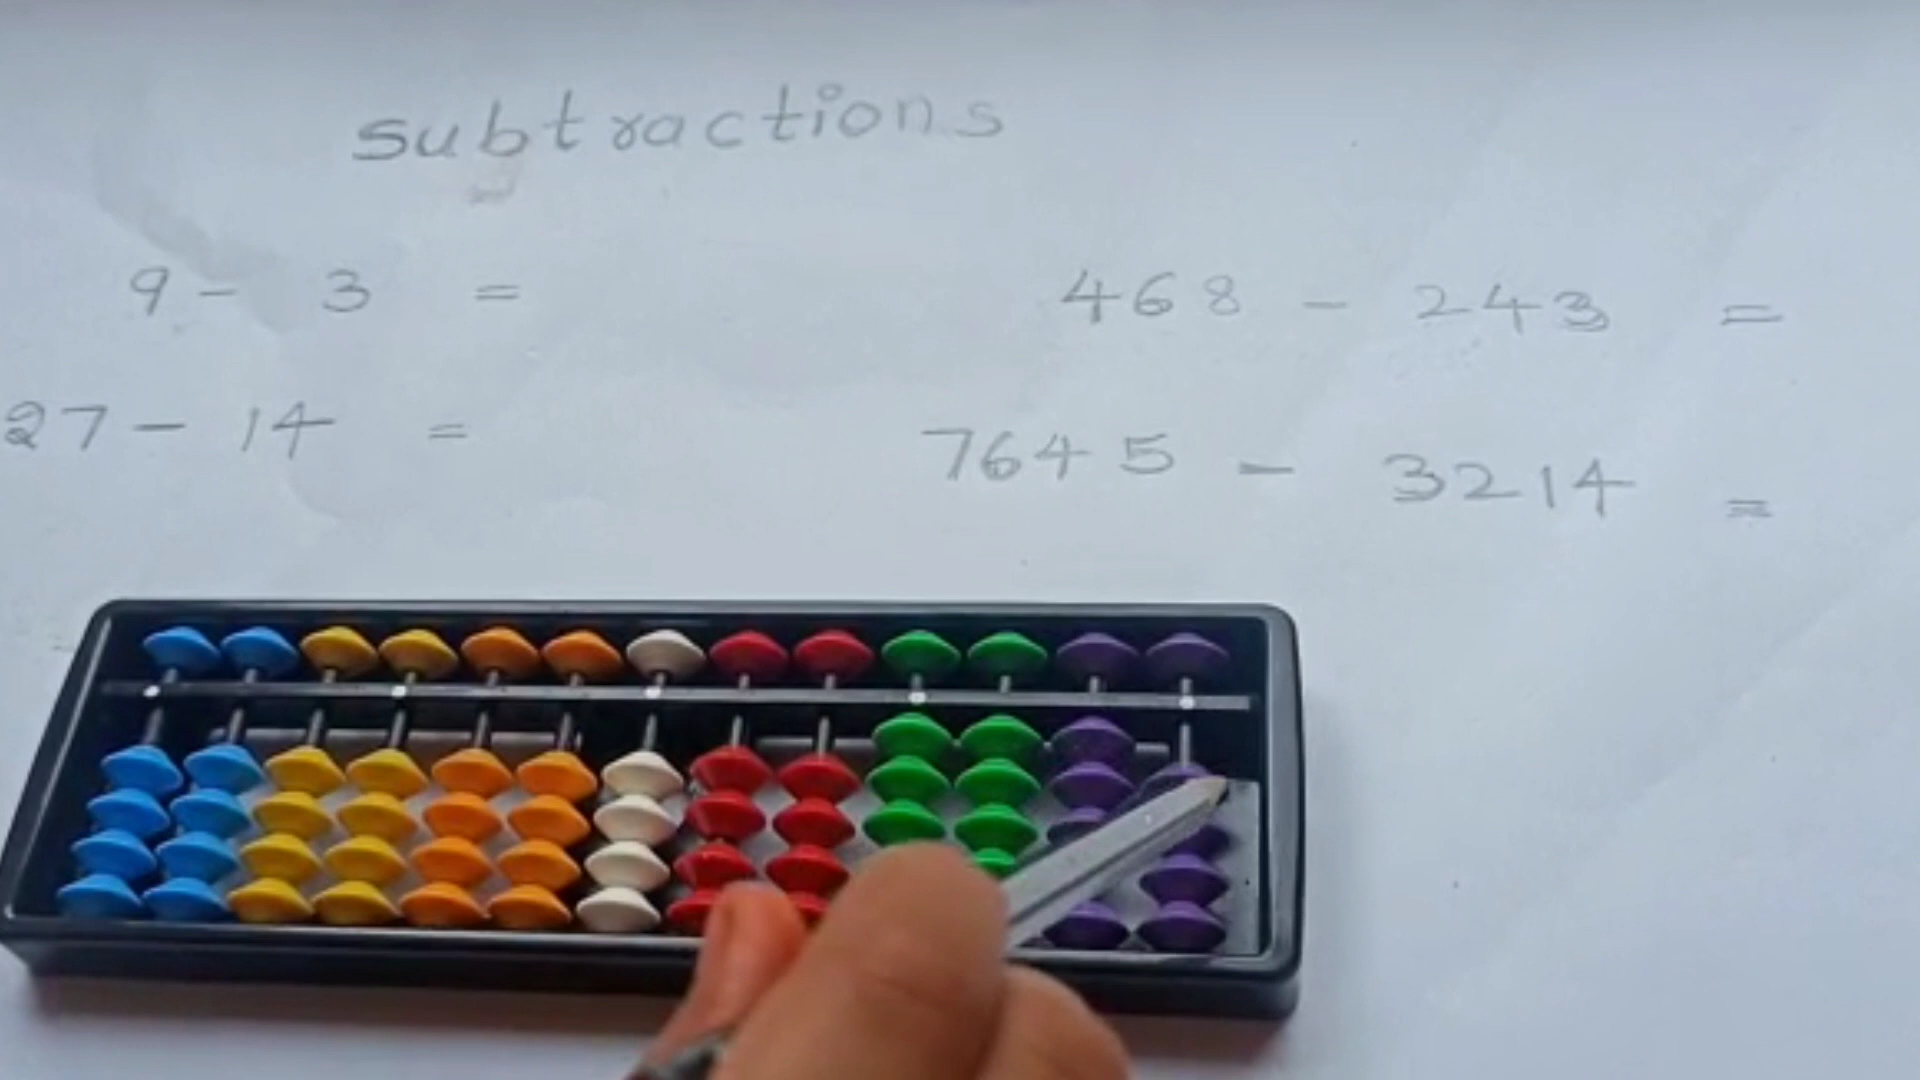 subtractions
9 - 3 =
468 - 243 =
27 - 14 =
7645 - 3214 =